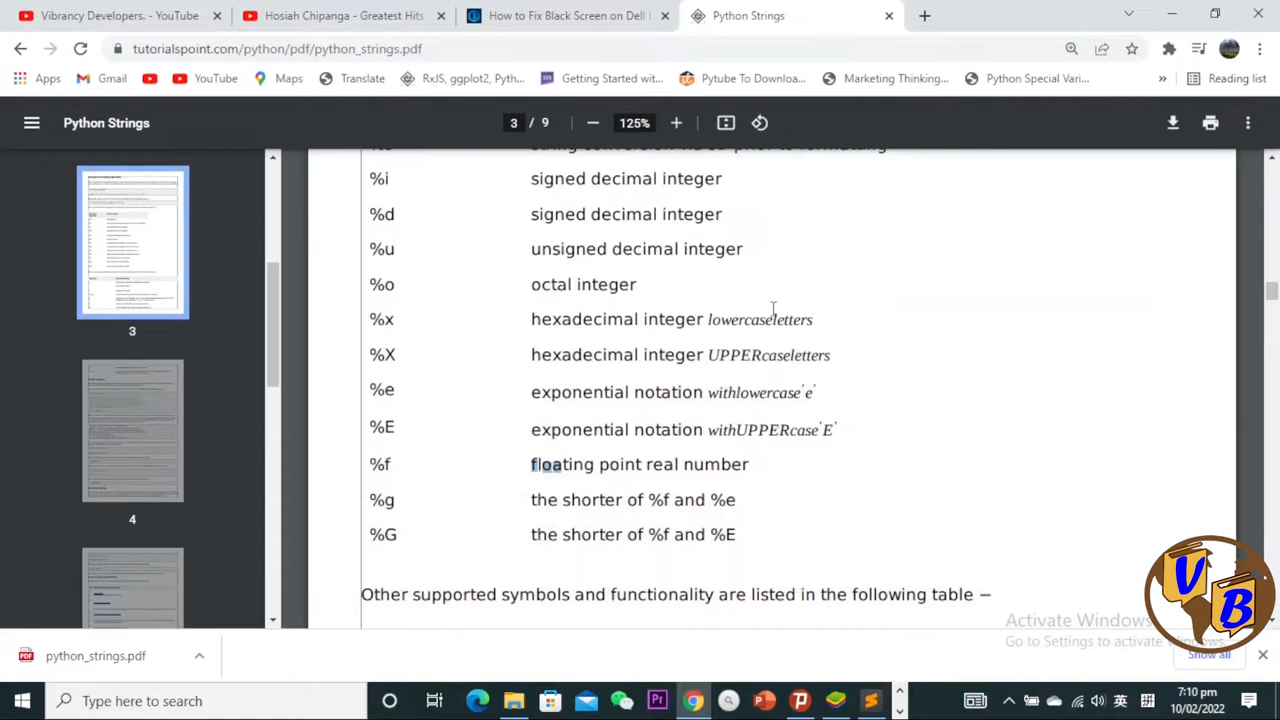 Vibrancy Developers. - YouTube
Hosiah Chipanga - Greatest Hits
How to Fix Black Screen on Dell
Python Strings
tutorialspoint.com/python/pdf/python_strings.pdf
Apps
Gmail
YouTube
Maps
Translate
RxJS, ggplot2, Pyth...
Getting Started wit...
Pytube To Downloa...
Marketing Thinking...
Python Special Vari...
»
Reading list
Python Strings
3 / 9
125%
%i signed decimal integer
%d signed decimal integer
%u unsigned decimal integer
%o octal integer
%x hexadecimal integer lowercaseletters
%X hexadecimal integer UPPERcaseletters
%e exponential notation withlowercase'e'
%E exponential notation withUPPERcase'E'
%f floating point real number
%g the shorter of %f and %e
%G the shorter of %f and %E
Other supported symbols and functionality are listed in the following table −
3
4
V B
Activate Windows
Go to Settings to activate Windows.
python_strings.pdf
Show all
Type here to search
Pr
英
拼
7:10 pm
10/02/2022